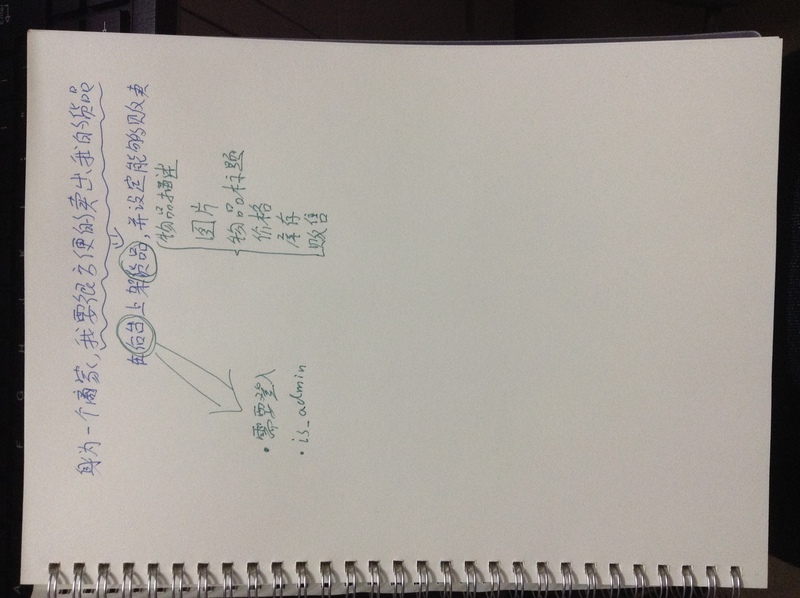 身为一个商家,我要很方便的卖出我的货品
由后台上架货品,并设定能够的贩卖
物品描述
图片
物品标题
价格
库存
贩售
·需要登入
·is_admin